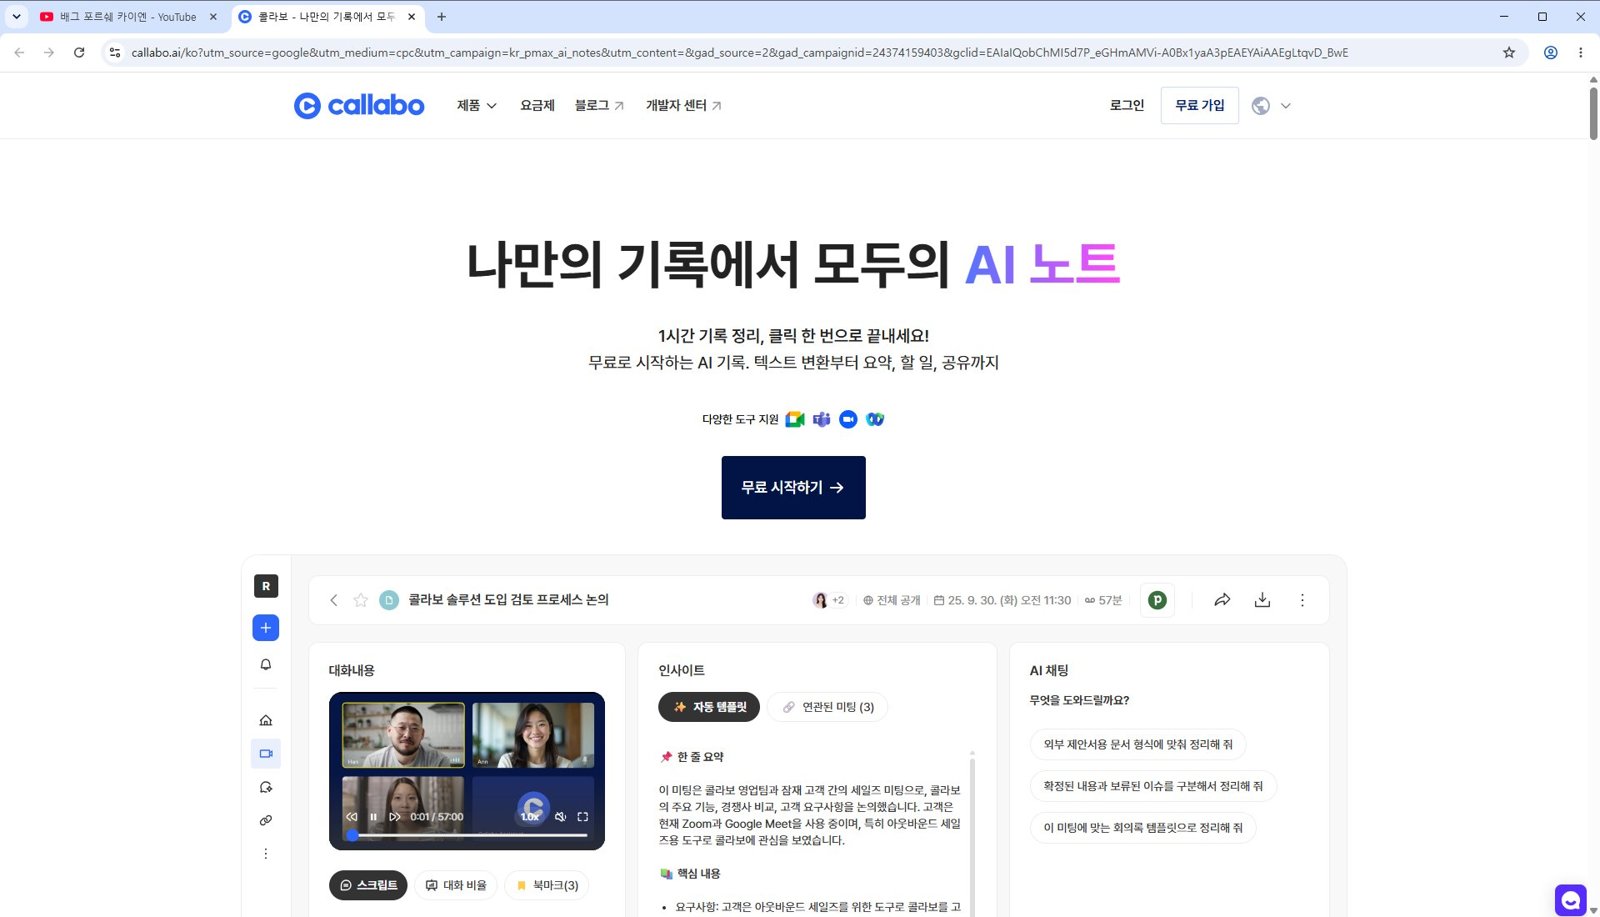 배그 포르쉐 카이엔 - YouTube
콜라보 - 나만의 기록에서 모두
callabo.ai/ko?utm_source=google&utm_medium=cpc&utm_campaign=kr_pmax_ai_notes&utm_content=&gad_source=2&gad_campaignid=24374159403&gclid=EAIaIQobChMI5d7P_eGHmAMVi-A0Bx1yaA3pEAEYAiAAEgLtqvD_BwE
callabo
제품
요금제
블로그
개발자 센터
로그인
무료 가입
나만의 기록에서 모두의 AI 노트
1시간 기록 정리, 클릭 한 번으로 끝내세요!
무료로 시작하는 AI 기록. 텍스트 변환부터 요약, 할 일, 공유까지
다양한 도구 지원
무료 시작하기
R
콜라보 솔루션 도입 검토 프로세스 논의
+2
전체 공개
25. 9. 30. (화) 오전 11:30
57분
대화내용
Han
Ann
0:01 / 57:00
1.0x
스크립트
대화 비율
북마크(3)
인사이트
자동 템플릿
연관된 미팅 (3)
한 줄 요약
이 미팅은 콜라보 영업팀과 잠재 고객 간의 세일즈 미팅으로, 콜라보
의 주요 기능, 경쟁사 비교, 고객 요구사항을 논의했습니다. 고객은
현재 Zoom과 Google Meet을 사용 중이며, 특히 아웃바운드 세일
즈용 도구로 콜라보에 관심을 보였습니다.
핵심 내용
• 요구사항: 고객은 아웃바운드 세일즈를 위한 도구로 콜라보를 고
AI 채팅
무엇을 도와드릴까요?
외부 제안서용 문서 형식에 맞춰 정리해 줘
확정된 내용과 보류된 이슈를 구분해서 정리해 줘
이 미팅에 맞는 회의록 템플릿으로 정리해 줘